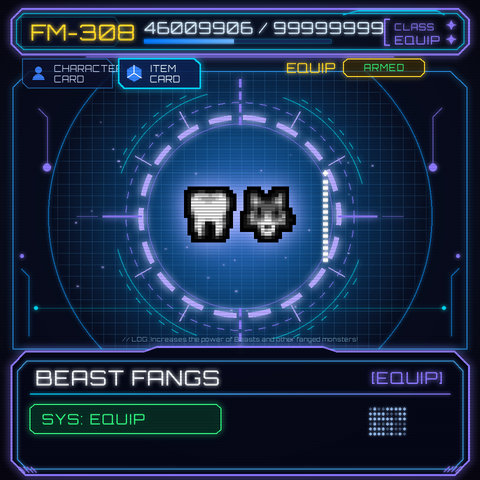 FM-308
46009906 / 99999999
CLASS
EQUIP
CHARACTER
CARD
ITEM
CARD
EQUIP
ARMED
// LOG: Increases the power of Beasts and other fanged monsters!
BEAST FANGS
[EQUIP]
SYS: EQUIP